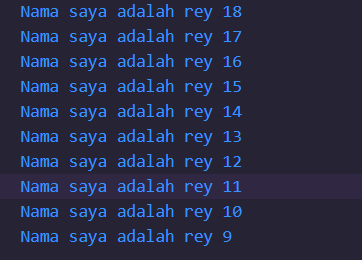 Nama saya adalah rey 18
Nama saya adalah rey 17
Nama saya adalah rey 16
Nama saya adalah rey 15
Nama saya adalah rey 14
Nama saya adalah rey 13
Nama saya adalah rey 12
Nama saya adalah rey 11
Nama saya adalah rey 10
Nama saya adalah rey 9